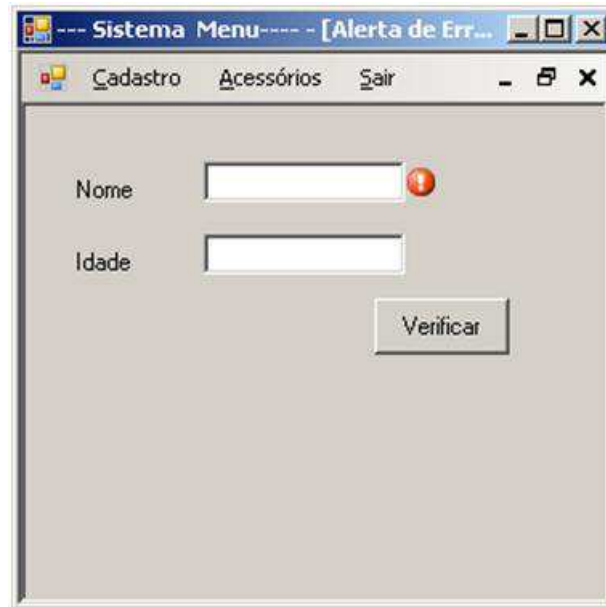 --- Sistema Menu---- - [Alerta de Err...
Cadastro Acessórios Sair
Nome
Idade
Verificar